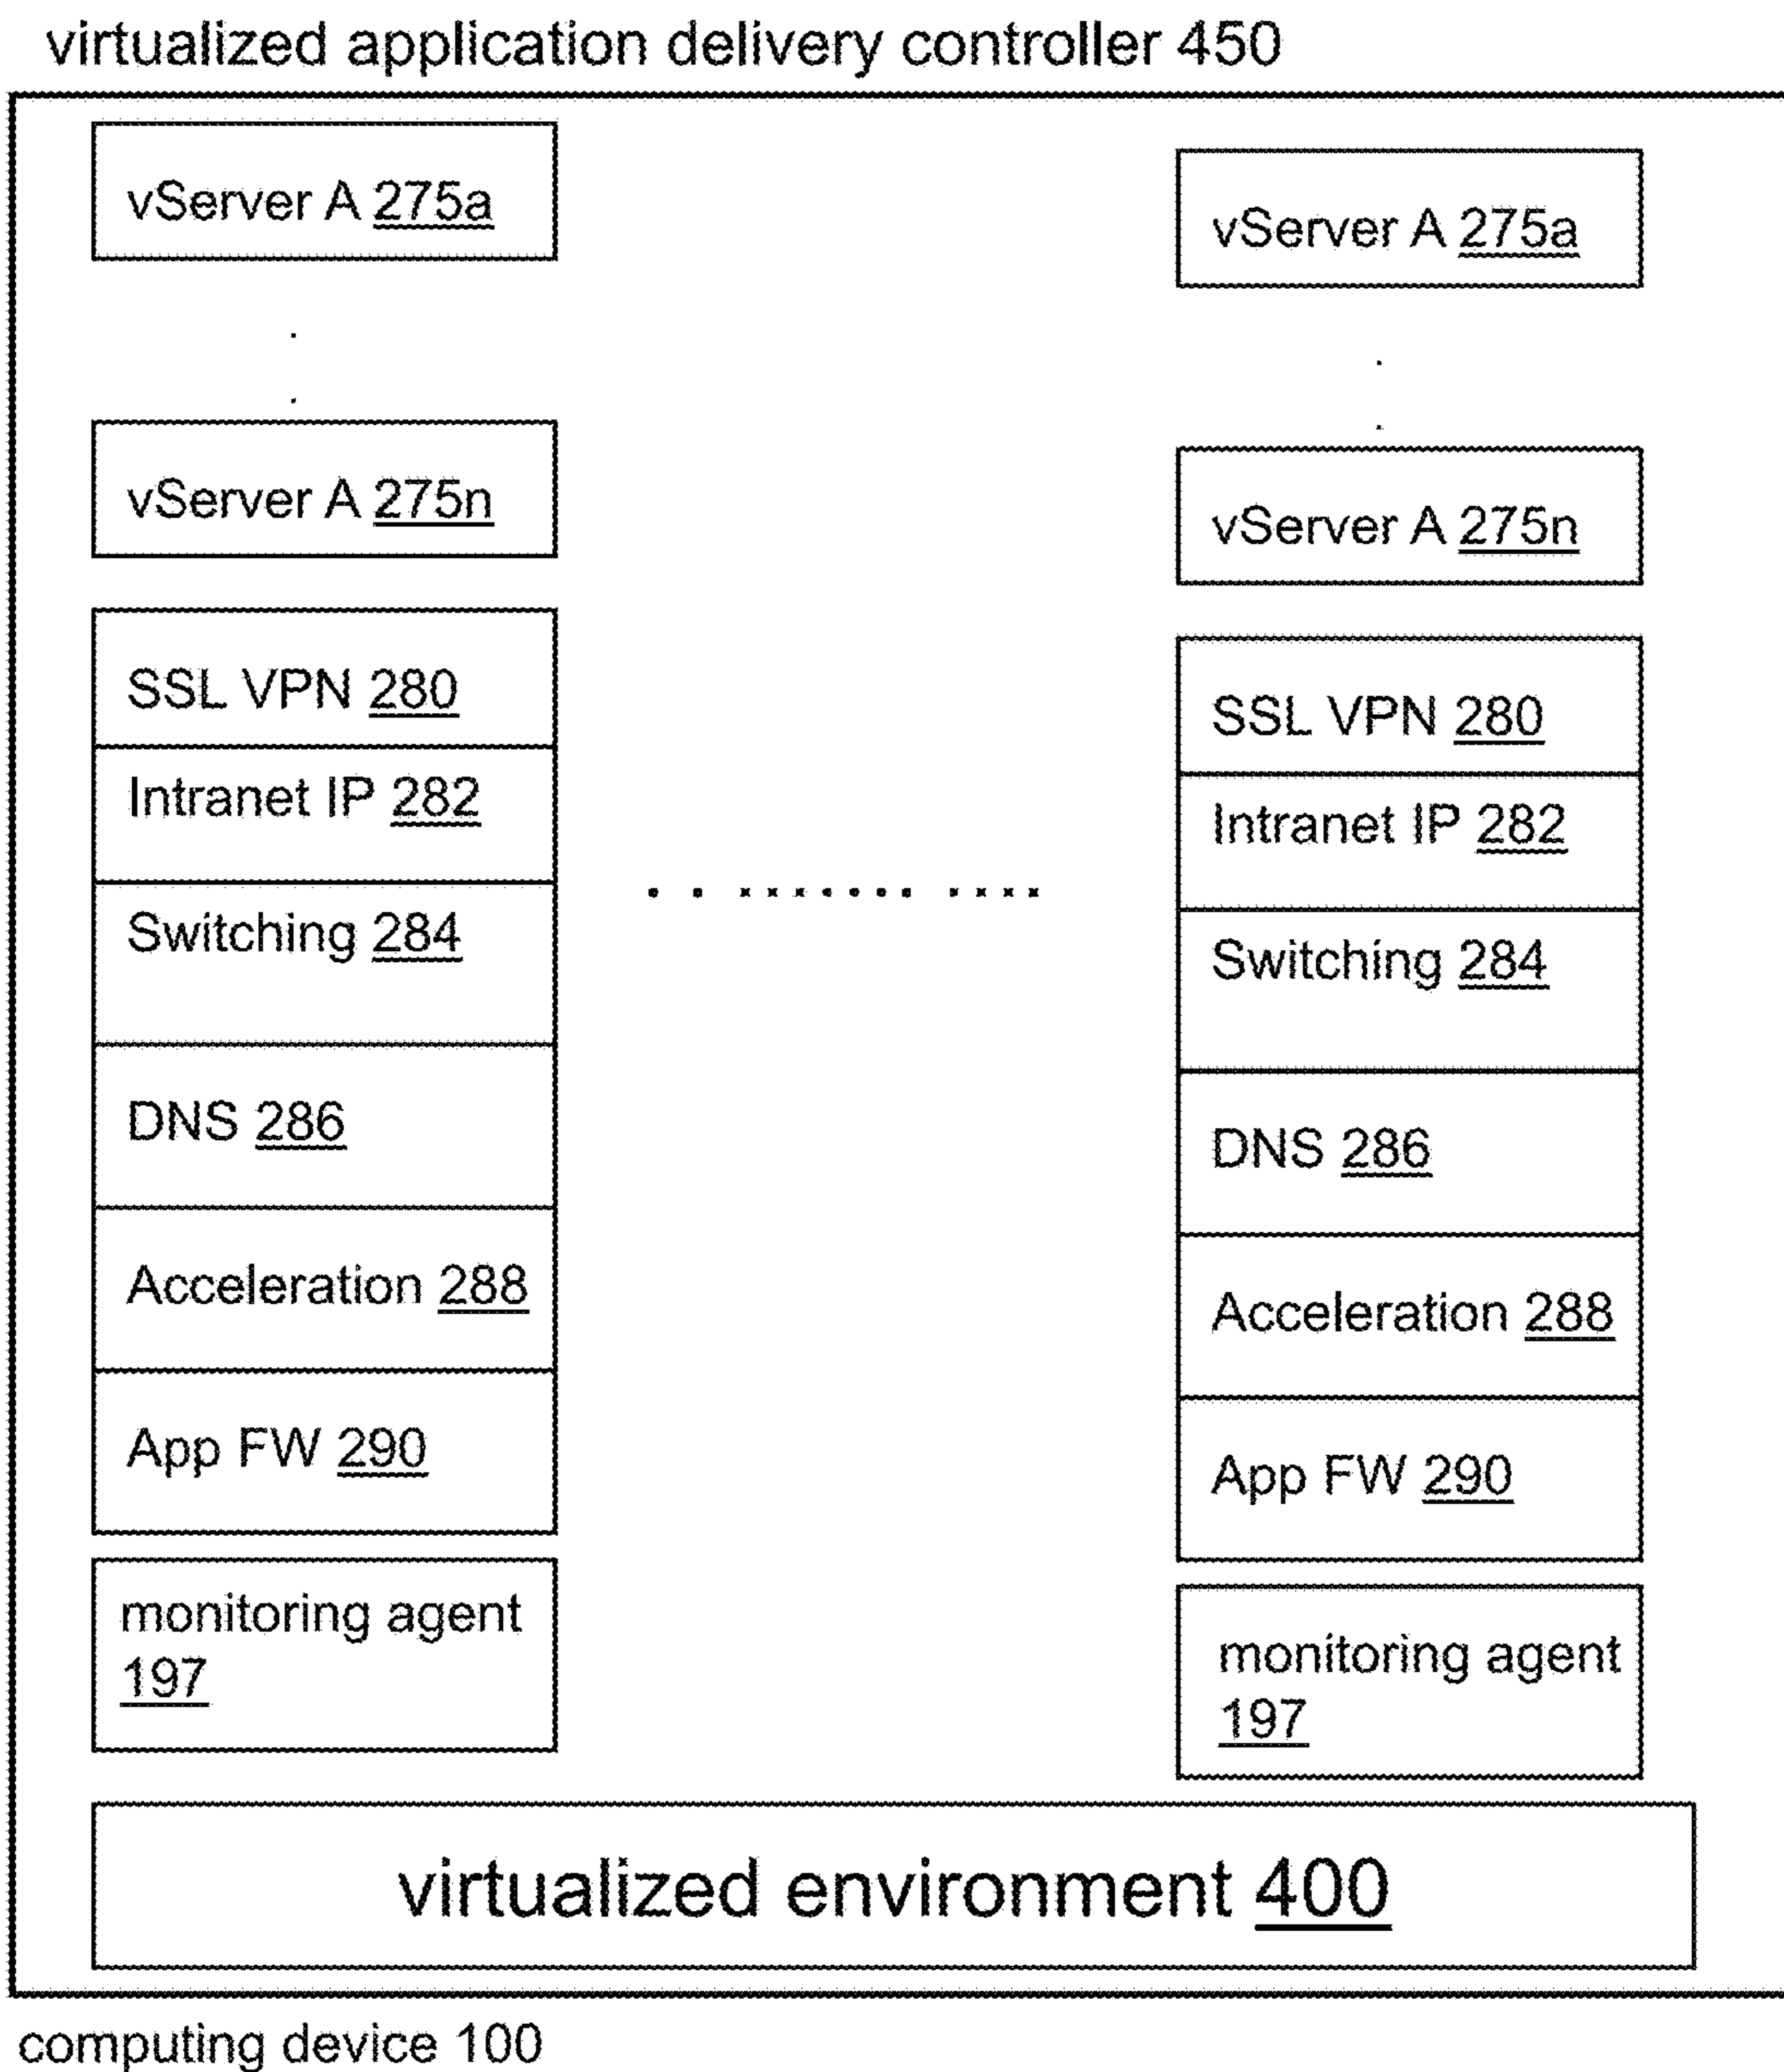 virtualized application delivery controller 450
vServer A 275a
vServer A 275n
SSL VPN 280
Intranet IP 282
Switching 284
DNS 286
Acceleration 288
App FW 290
monitoring agent
197
vServer A 275a
vServer A 275n
SSL VPN 280
Intranet IP 282
Switching 284
DNS 286
Acceleration 288
App FW 290
monitoring agent
197
virtualized environment 400
computing device 100